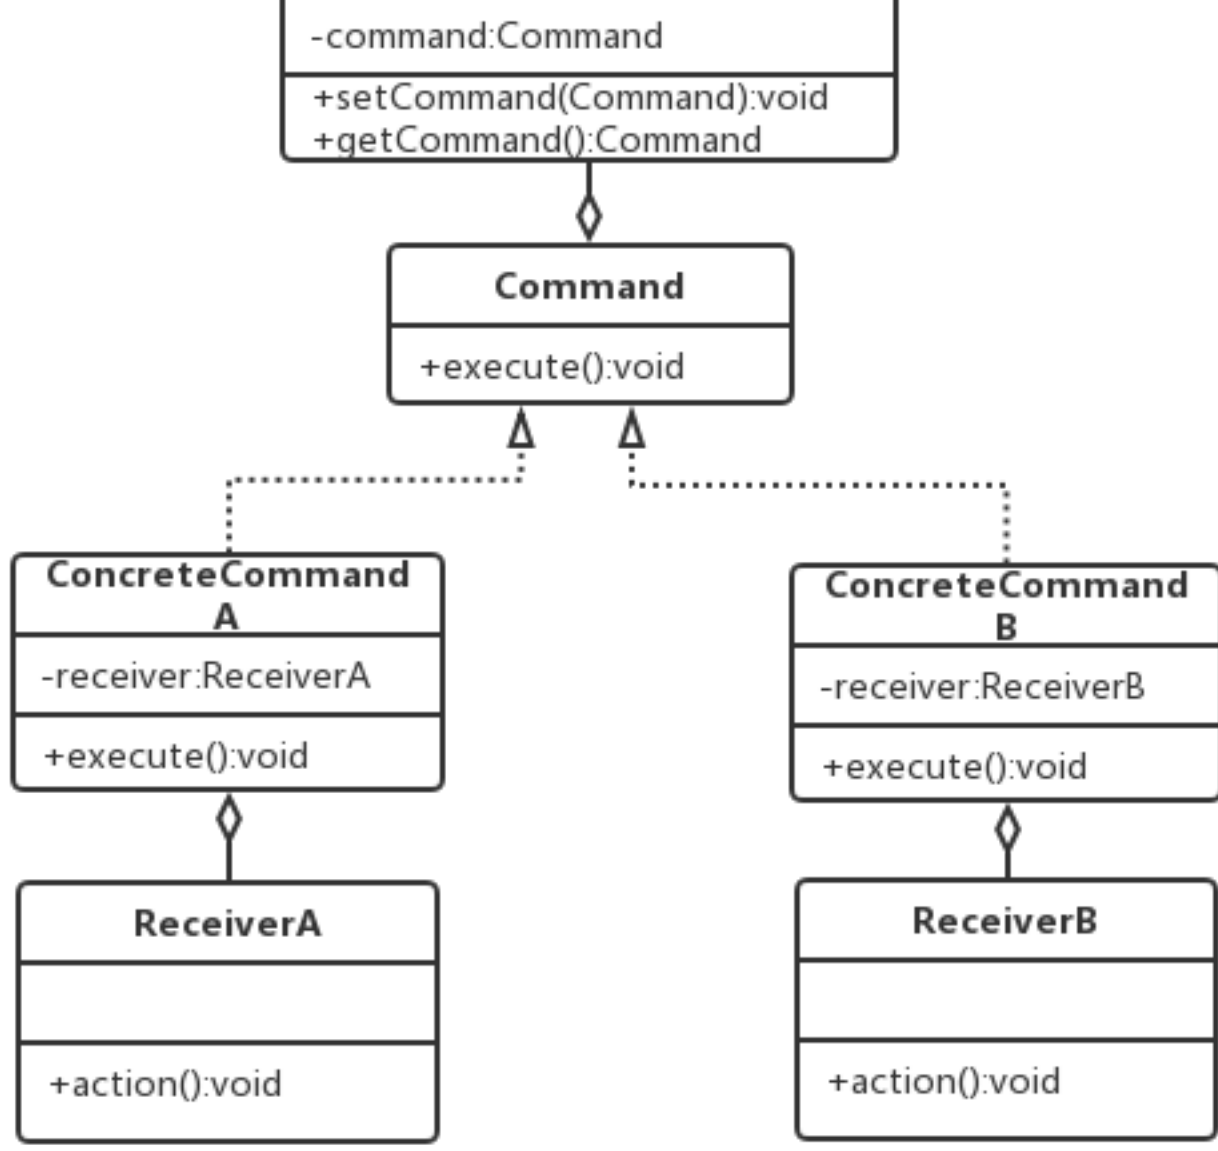 -command:Command
+setCommand(Command):void
+getCommand():Command
Command
+execute():void
ConcreteCommand
A
-receiver:ReceiverA
+execute():void
ConcreteCommand
B
-receiver:ReceiverB
+execute():void
ReceiverA
+action():void
ReceiverB
+action():void